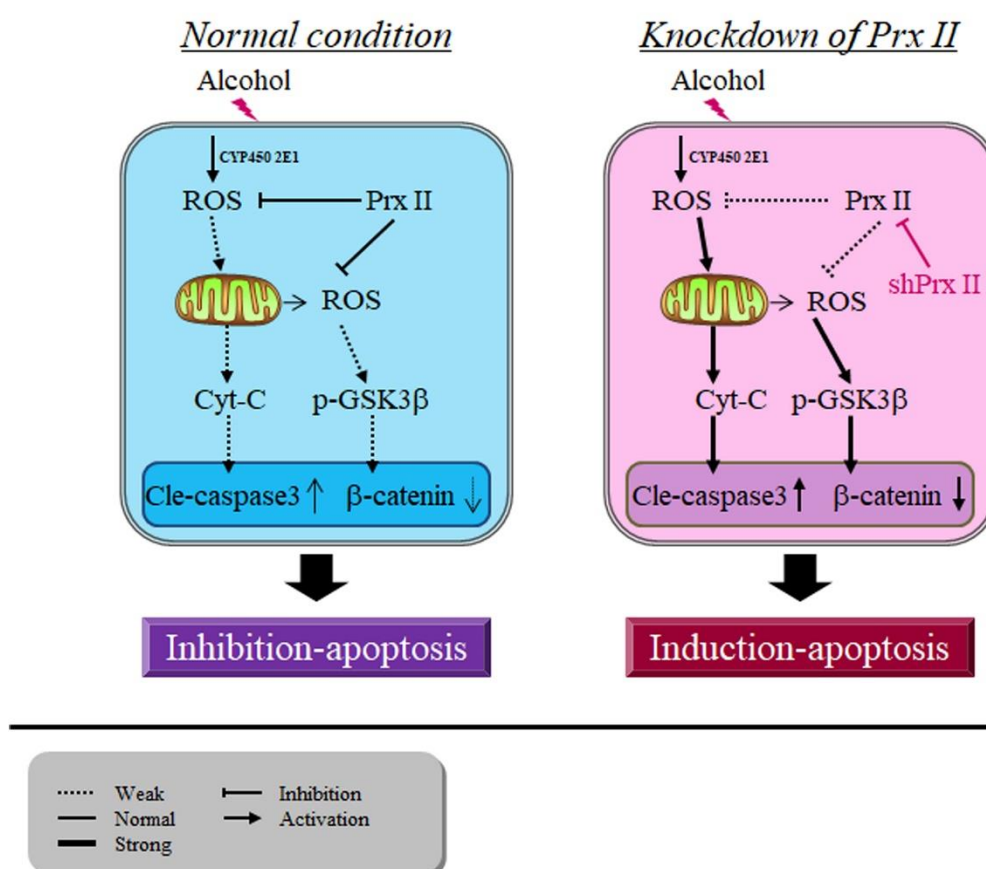 Normal condition
Alcohol
CYP450 2E1
ROS
Prx II
ROS
Cyt-C
p-GSK3β
Cle-caspase3 ↑
β-catenin ↓
Inhibition-apoptosis
Knockdown of Prx II
Alcohol
CYP450 2E1
ROS
Prx II
shPrx II
ROS
Cyt-C
p-GSK3β
Cle-caspase3 ↑
β-catenin ↓
Induction-apoptosis
Weak
Normal
Strong
Inhibition
Activation